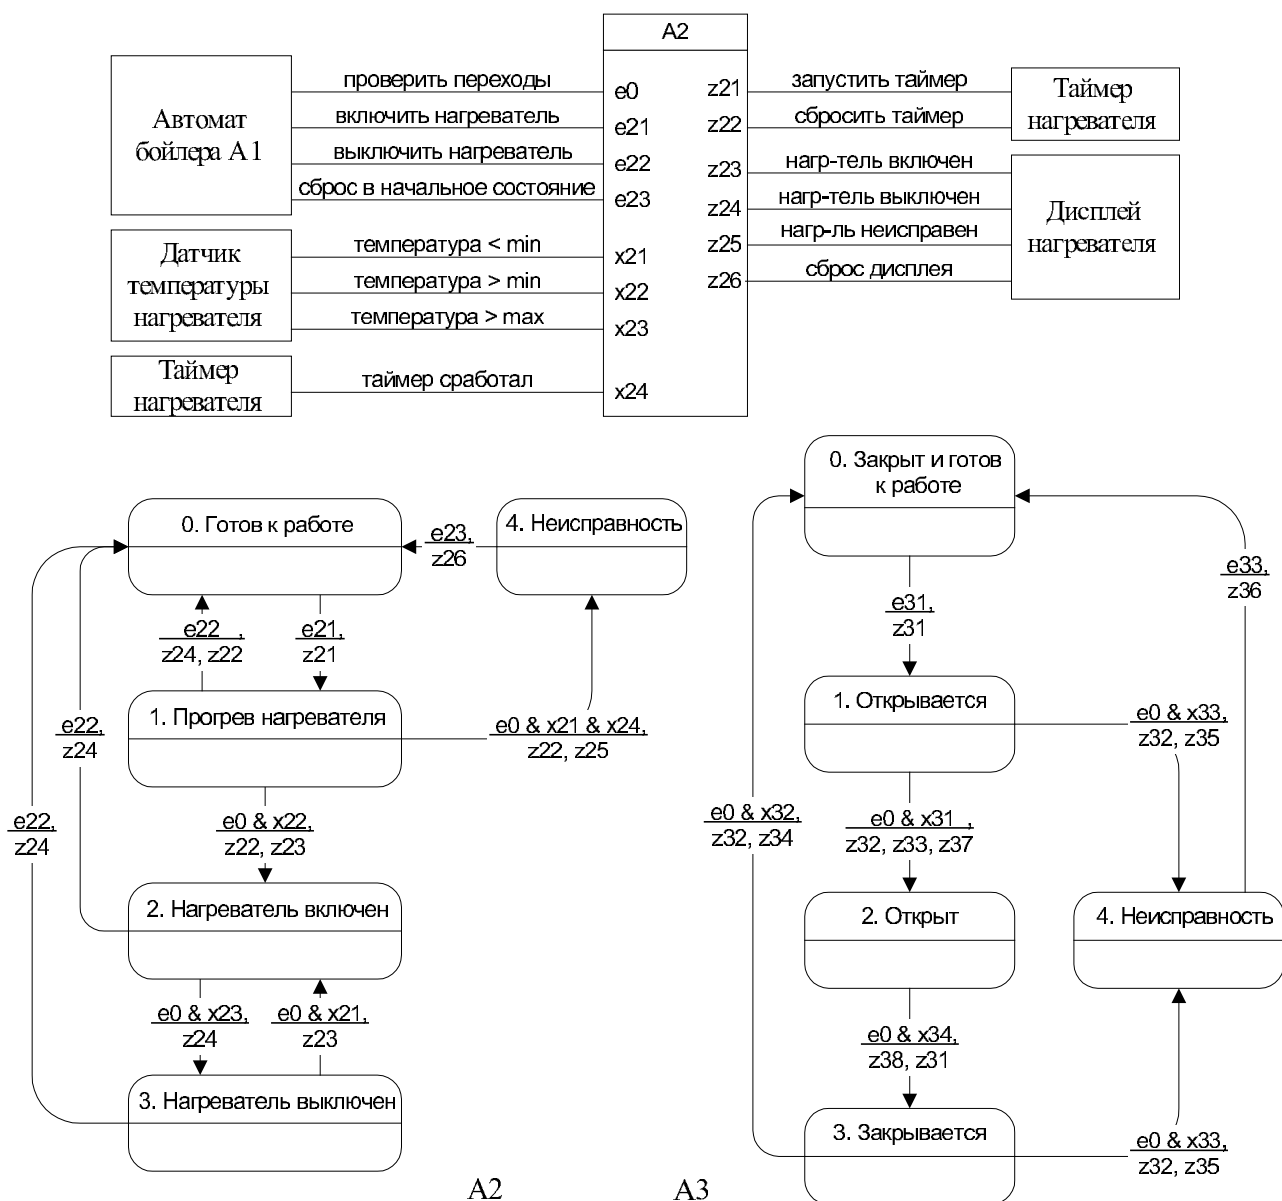 A2
Автомат
бойлера А1
проверить переходы
e0
включить нагреватель
e21
выключить нагреватель
e22
сброс в начальное состояние
e23
Датчик
температуры
нагревателя
температура < min
x21
температура > min
x22
температура > max
x23
Таймер
нагревателя
таймер сработал
x24
z21
запустить таймер
z22
сбросить таймер
Таймер
нагревателя
z23
нагр-тель включен
z24
нагр-тель выключен
z25
нагр-ль неисправен
z26
сброс дисплея
Дисплей
нагревателя
0. Готов к работе
4. Неисправность
e23,
z26
e22 ,
z24, z22
e21,
z21
1. Прогрев нагревателя
e0 & x21 & x24,
z22, z25
e22,
z24
e22,
z24
e0 & x22,
z22, z23
2. Нагреватель включен
e0 & x23,
z24
e0 & x21,
z23
3. Нагреватель выключен
A2
0. Закрыт и готов
к работе
e31,
z31
e33,
z36
1. Открывается
e0 & x33,
z32, z35
e0 & x32,
z32, z34
e0 & x31 ,
z32, z33, z37
2. Открыт
4. Неисправность
e0 & x34,
z38, z31
3. Закрывается
e0 & x33,
z32, z35
A3